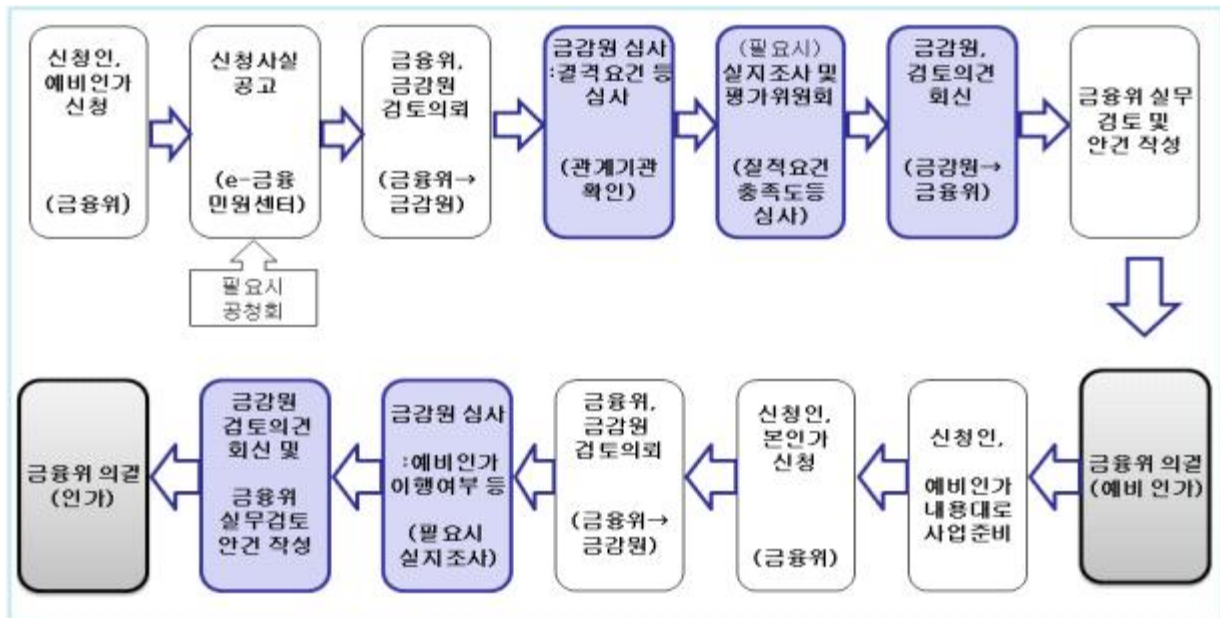 신청인,
예비인가
신청
(금융위)
신청사실
공고
(e-금융
민원센터)
필요시
공청회
금융위,
금감원
검토의뢰
(금융위→
금감원)
금감원 심사
:결격요건 등
심사
(관계기관
확인)
(필요시)
실지조사 및
평가위원회
(질적요건
충족도등
심사)
금감원,
검토의견
회신
(금감원→
금융위)
금융위 실무
검토 및
안건 작성
금융위 의결
(예비 인가)
신청인,
예비인가
내용대로
사업준비
신청인,
본인가
신청
(금융위)
금융위,
금감원
검토의뢰
(금융위→
금감원)
금감원 심사
:예비인가
이행여부 등
(필요시
실지조사)
금감원
검토의견
회신 및
금융위
실무검토
안건 작성
금융위 의결
(인가)